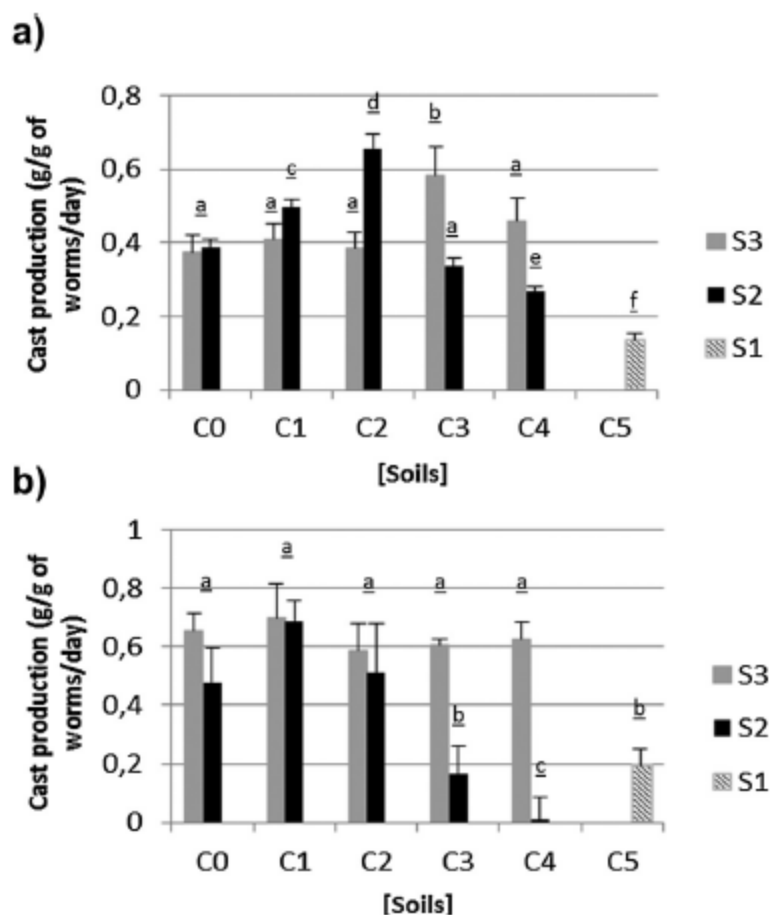 a)
Cast production (g/g of
worms/day)
0,8
0,6
0,4
0,2
0
a
a
c
a
d
b
a
a
e
f
C0 C1 C2 C3 C4 C5
[Soils]
S3
S2
S1
b)
Cast production (g/g of
worms/day)
1
0,8
0,6
0,4
0,2
0
a
a
a
a
b
a
c
b
C0 C1 C2 C3 C4 C5
[Soils]
S3
S2
S1